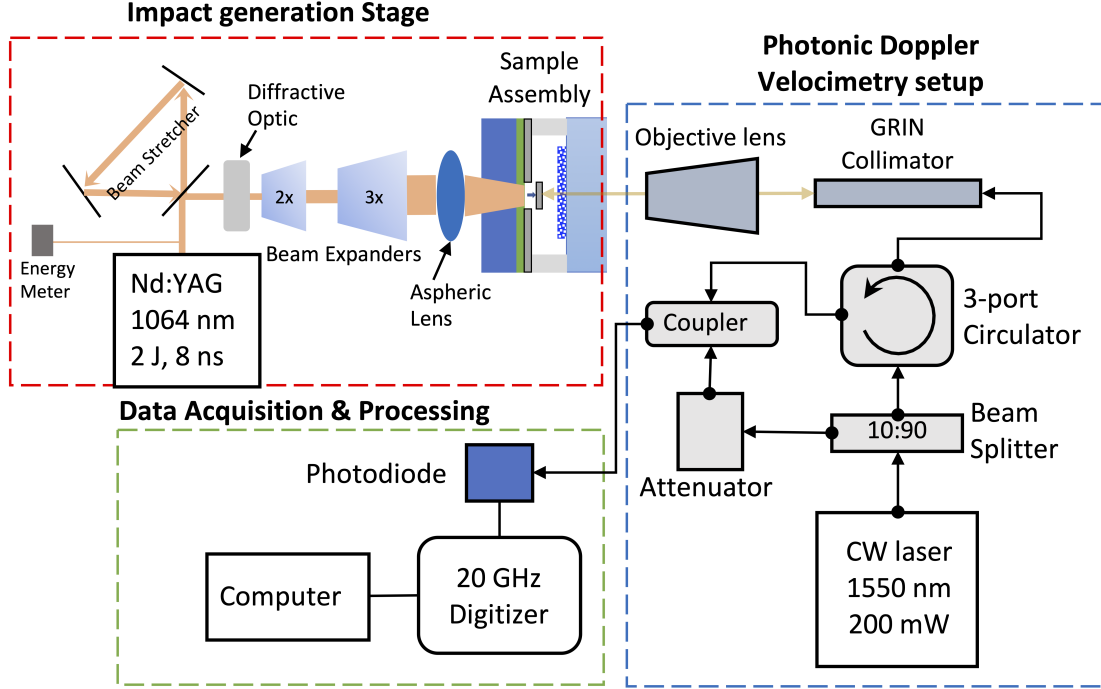 Impact generation Stage
Photonic Doppler
Velocimetry setup
Sample
Assembly
Diffractive
Optic
Beam Stretcher
2x
3x
Beam Expanders
Energy
Meter
Nd:YAG
1064 nm
2 J, 8 ns
Aspheric
Lens
Objective lens
GRIN
Collimator
Coupler
3-port
Circulator
10:90
Beam
Splitter
Attenuator
CW laser
1550 nm
200 mW
Data Acquisition & Processing
Photodiode
20 GHz
Digitizer
Computer